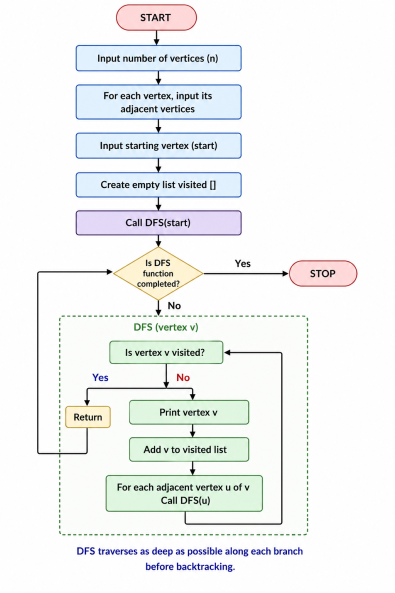 START
Input number of vertices (n)
For each vertex, input its
adjacent vertices
Input starting vertex (start)
Create empty list visited []
Call DFS(start)
Is DFS
function
completed?
Yes
STOP
No
DFS (vertex v)
Is vertex v visited?
Yes
No
Return
Print vertex v
Add v to visited list
For each adjacent vertex u of v
Call DFS(u)
DFS traverses as deep as possible along each branch
before backtracking.